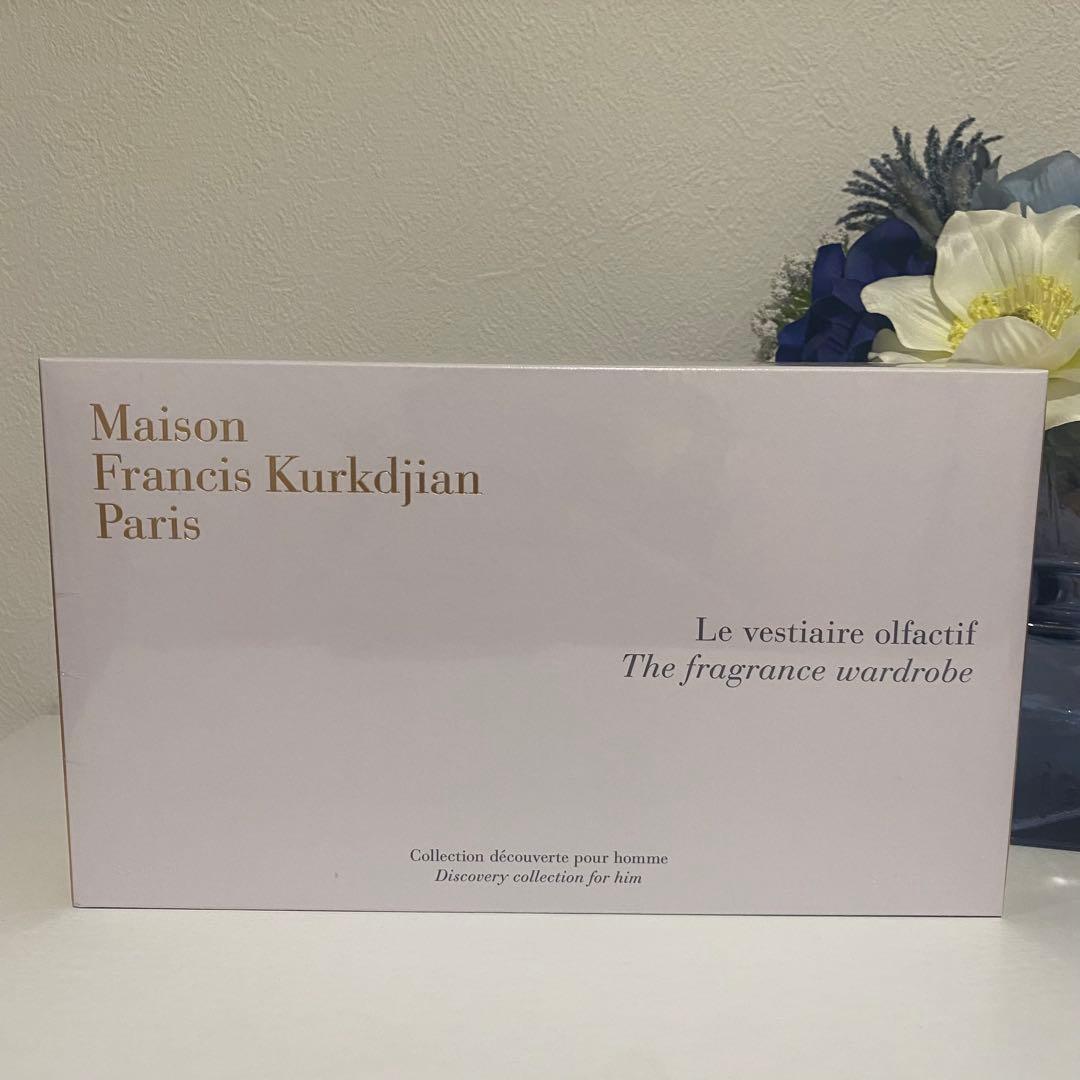 Maison
Francis Kurkdjian
Paris
Le vestiaire olfactif
The fragrance wardrobe
Collection découverte pour homme
Discovery collection for him